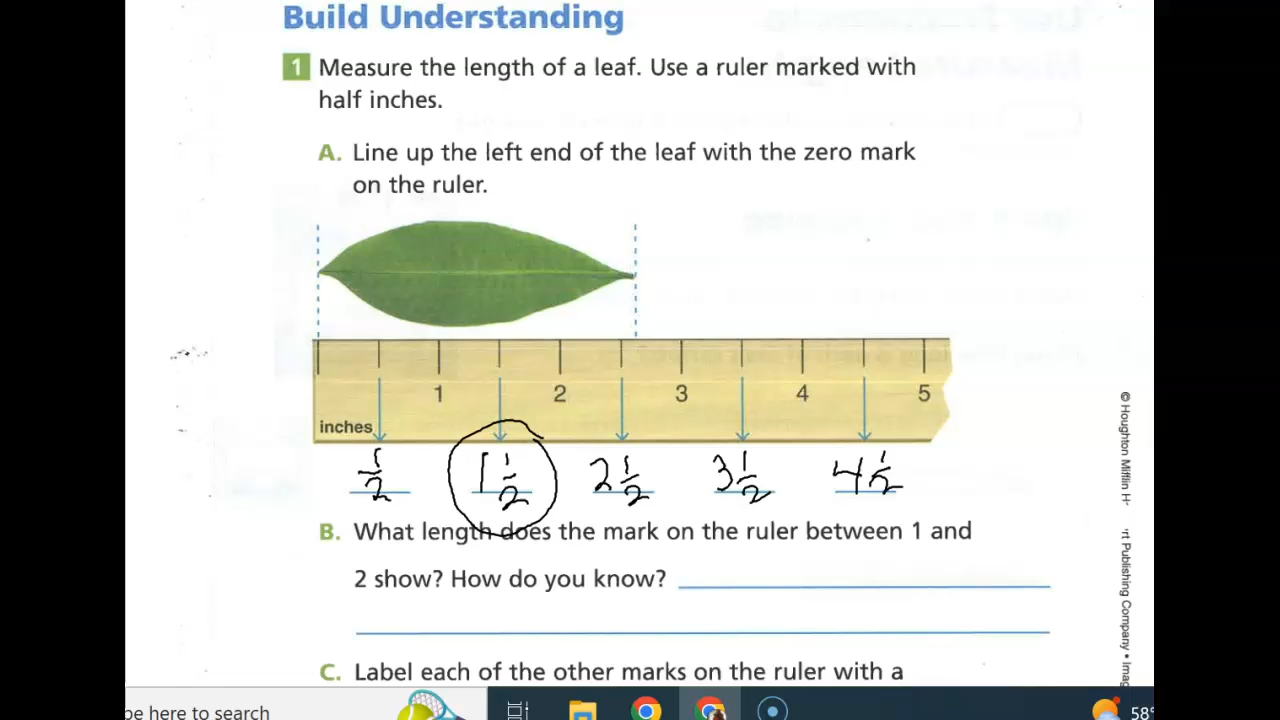 Build Understanding
1 Measure the length of a leaf. Use a ruler marked with
half inches.
A. Line up the left end of the leaf with the zero mark
on the ruler.
1 2 3 4 5
inches
1/2 1 1/2 2 1/2 3 1/2 4 1/2
B. What length does the mark on the ruler between 1 and
2 show? How do you know?
C. Label each of the other marks on the ruler with a
© Houghton Mifflin H
rt Publishing Company • Imag
pe here to search
58°